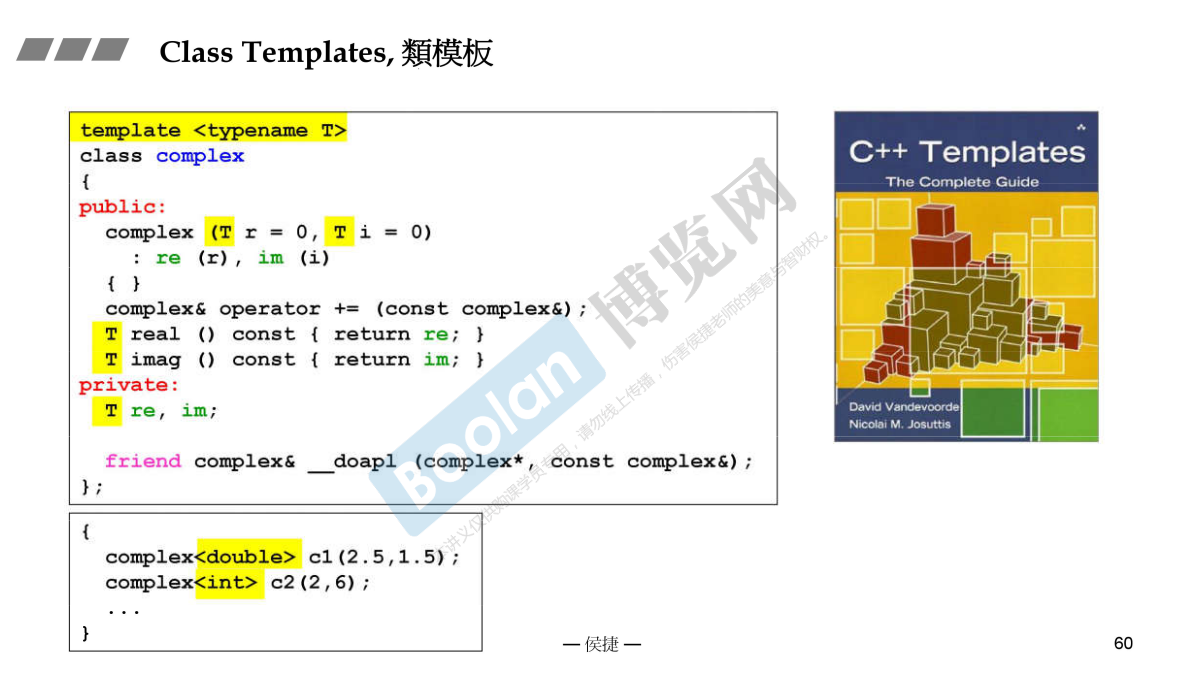 Class Templates, 類模板
template <typename T>
class complex
{
public:
complex (T r = 0, T i = 0)
: re (r), im (i)
{ }
complex& operator += (const complex&);
T real () const { return re; }
T imag () const { return im; }
private:
T re, im;
friend complex& __doapl (complex*, const complex&);
};
{
complex<double> c1(2.5,1.5);
complex<int> c2(2,6);
...
}
C++ Templates
The Complete Guide
David Vandevoorde
Nicolai M. Josuttis
Boolan 博览网
讲义仅供购课学员专用，请勿线上传播，伤害侯捷老师的美意与智财权。
— 侯捷 —
60